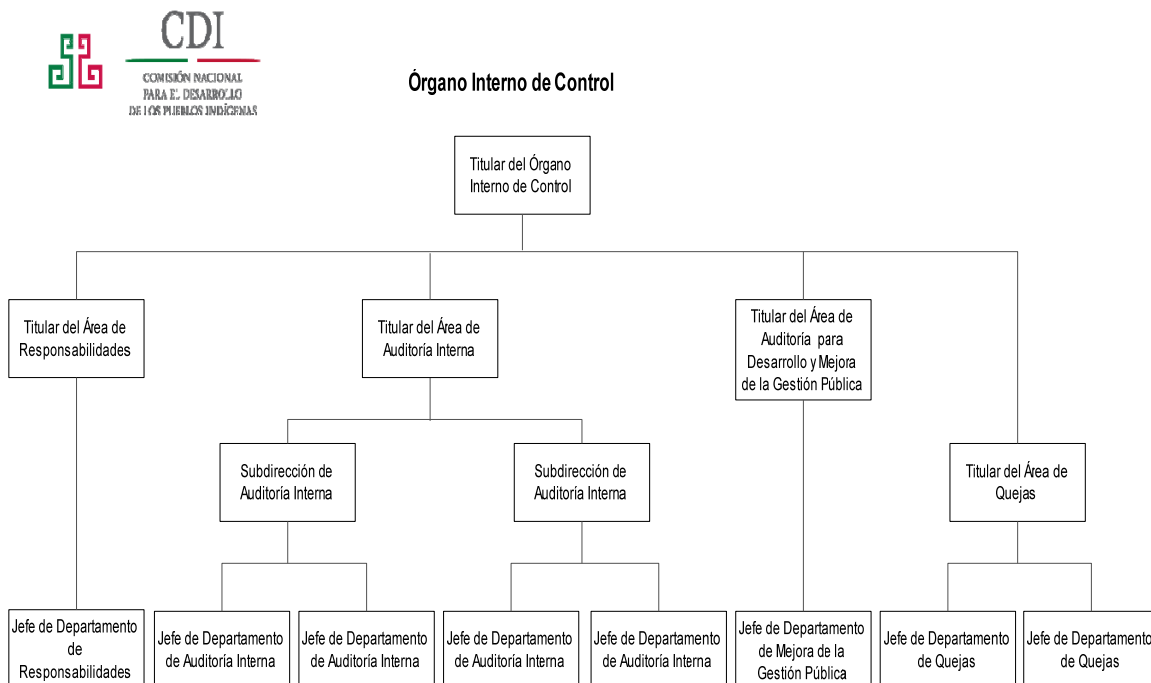 CDI
COMISIÓN NACIONAL
PARA EL DESARROLLO
DE LOS PUEBLOS INDÍGENAS
Órgano Interno de Control
Titular del Órgano
Interno de Control
Titular del Área de
Responsabilidades
Titular del Área de
Auditoría Interna
Titular del Área de
Auditoría para
Desarrollo y Mejora
de la Gestión Pública
Subdirección de
Auditoría Interna
Subdirección de
Auditoría Interna
Titular del Área de
Quejas
Jefe de Departamento
de
Responsabilidades
Jefe de Departamento
de Auditoría Interna
Jefe de Departamento
de Auditoría Interna
Jefe de Departamento
de Auditoría Interna
Jefe de Departamento
de Auditoría Interna
Jefe de Departamento
de Mejora de la
Gestión Pública
Jefe de Departamento
de Quejas
Jefe de Departamento
de Quejas